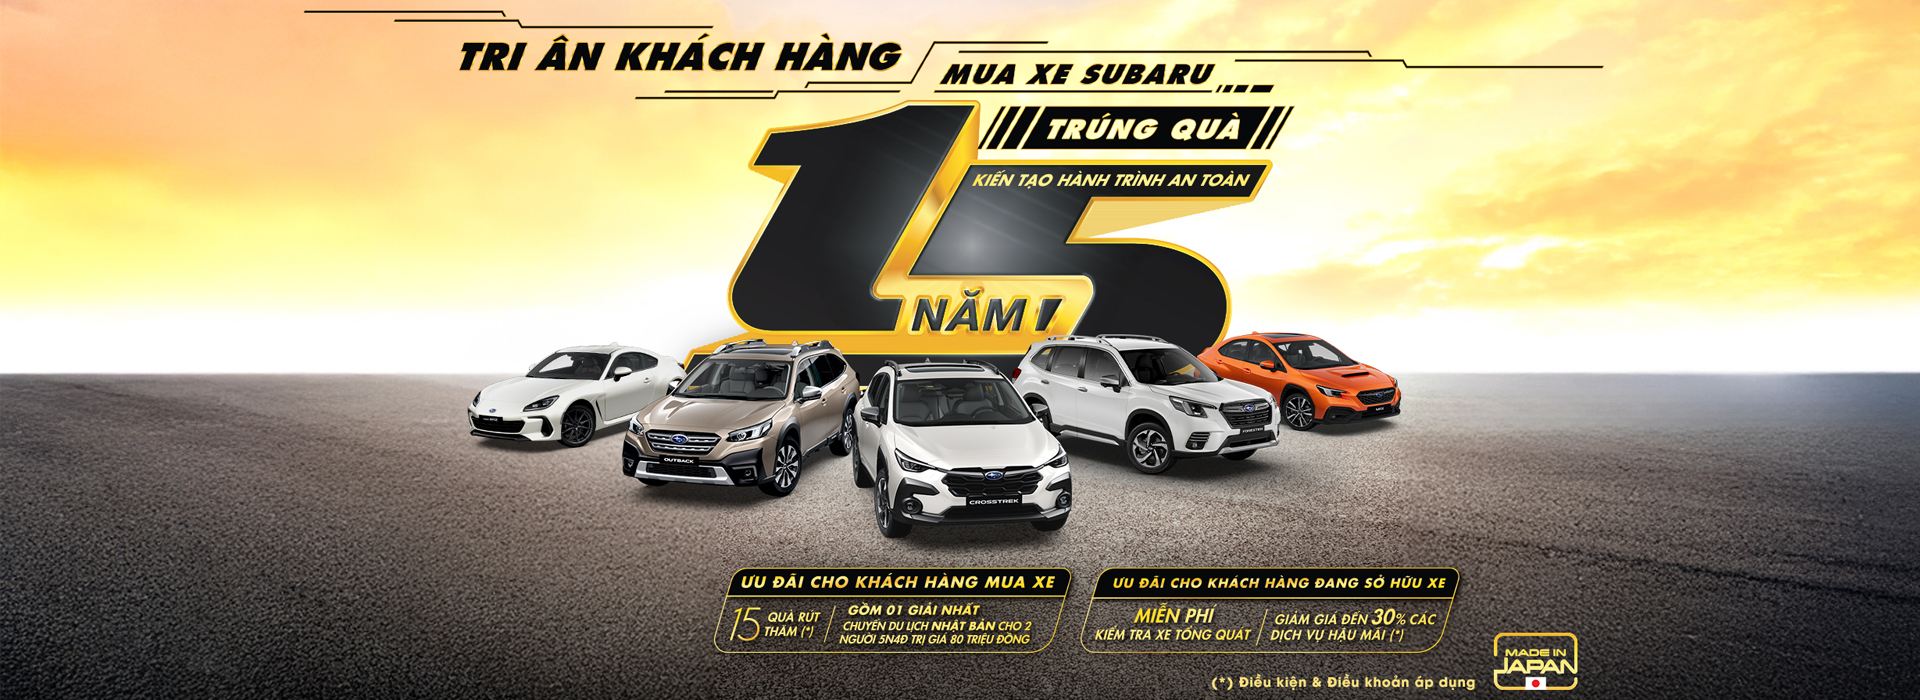 TRI ÂN KHÁCH HÀNG
MUA XE SUBARU
TRÚNG QUÀ
KIẾN TẠO HÀNH TRÌNH AN TOÀN
15
NĂM!
OUTBACK
CROSSTREK
FORESTER
WRX
ƯU ĐÃI CHO KHÁCH HÀNG MUA XE
15 QUÀ RÚT
THĂM (*)
GỒM 01 GIẢI NHẤT
CHUYẾN DU LỊCH NHẬT BẢN CHO 2
NGƯỜI 5N4Đ TRỊ GIÁ 80 TRIỆU ĐỒNG
ƯU ĐÃI CHO KHÁCH HÀNG ĐANG SỞ HỮU XE
MIỄN PHÍ
KIỂM TRA XE TỔNG QUÁT
GIẢM GIÁ ĐẾN 30% CÁC
DỊCH VỤ HẬU MÃI (*)
MADE IN
JAPAN
(*) Điều kiện & Điều khoản áp dụng